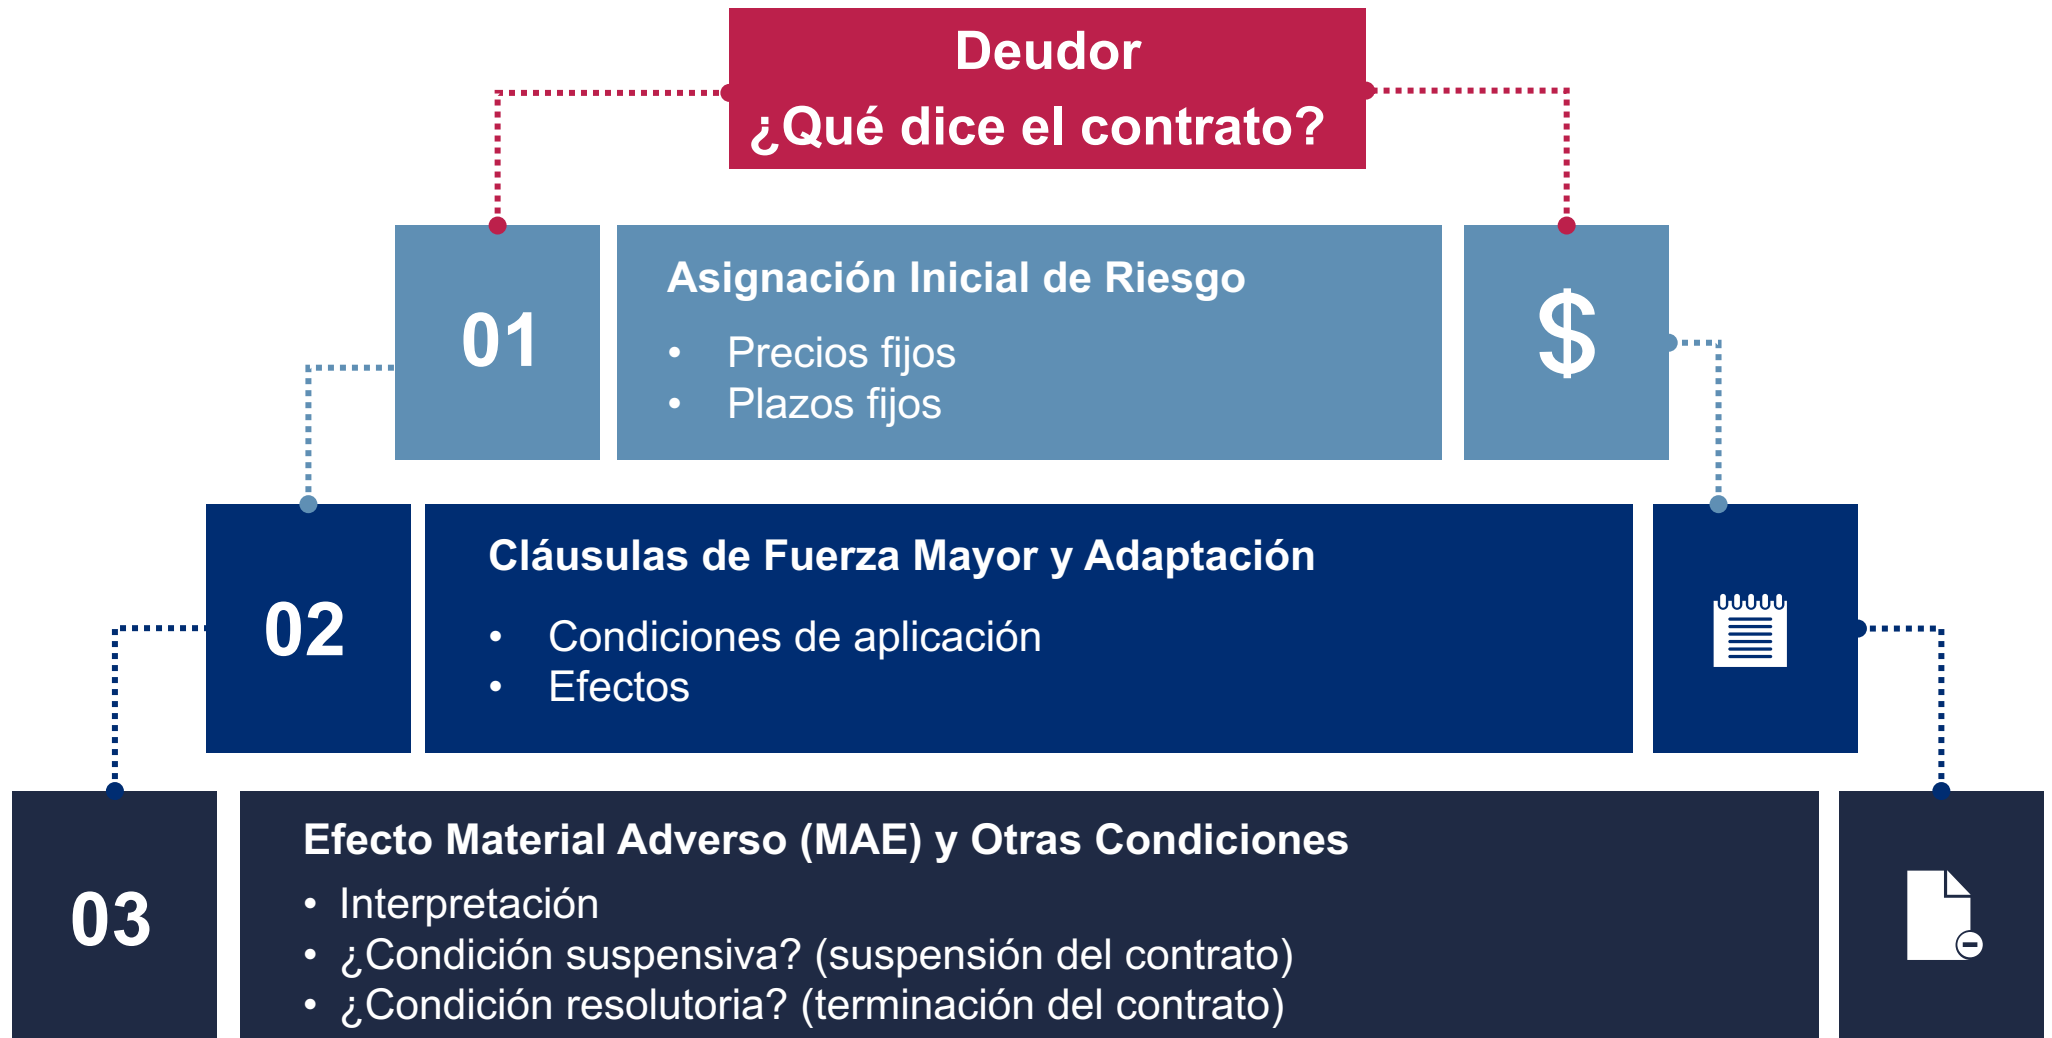 Deudor
¿Qué dice el contrato?
01
Asignación Inicial de Riesgo
• Precios fijos
• Plazos fijos
$
02
Cláusulas de Fuerza Mayor y Adaptación
• Condiciones de aplicación
• Efectos
03
Efecto Material Adverso (MAE) y Otras Condiciones
• Interpretación
• ¿Condición suspensiva? (suspensión del contrato)
• ¿Condición resolutoria? (terminación del contrato)